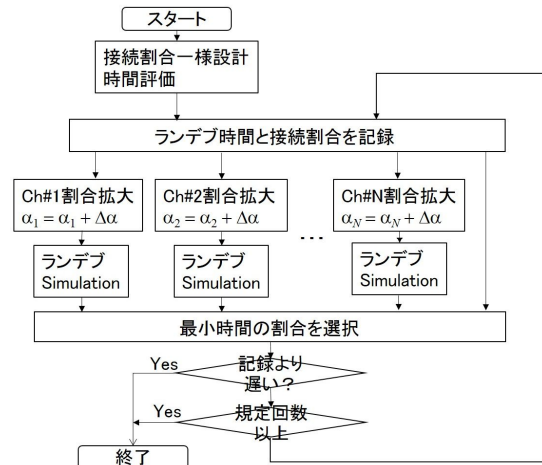 スタート
接続割合一様設計
時間評価
ランデブ時間と接続割合を記録
Ch#1割合拡大
α₁ = α₁ + Δα
Ch#2割合拡大
α₂ = α₂ + Δα
...
Ch#N割合拡大
α_N = α_N + Δα
ランデブ
Simulation
ランデブ
Simulation
ランデブ
Simulation
最小時間の割合を選択
Yes
記録より
遅い?
Yes
規定回数
以上
終了